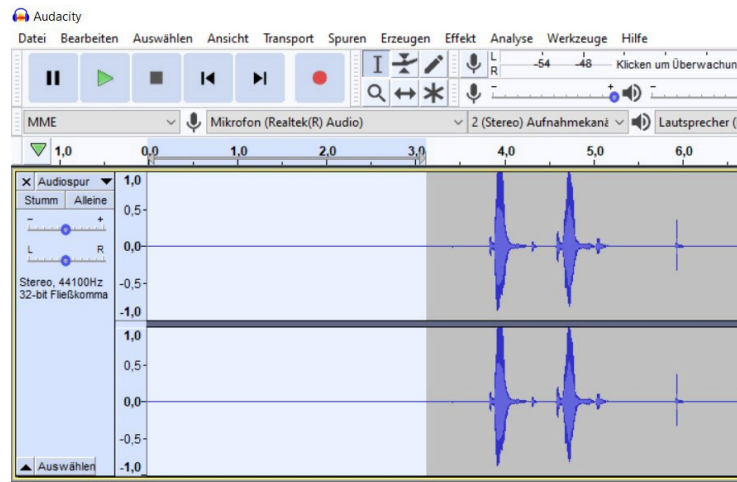 Audacity
Datei Bearbeiten Auswählen Ansicht Transport Spuren Erzeugen Effekt Analyse Werkzeuge Hilfe
L
R
-54 -48 Klicken um Überwachun
- + -
MME Mikrofon (Realtek(R) Audio) 2 (Stereo) Aufnahmekanä Lautsprecher (
1,0 0,0 1,0 2,0 3,0 4,0 5,0 6,0
X Audiospur
Stumm Alleine
- +
L R
Stereo, 44100Hz
32-bit Fließkomma
1,0
0,5-
0,0-
-0,5-
-1,0
1,0
0,5-
0,0-
-0,5-
-1,0
Auswählen